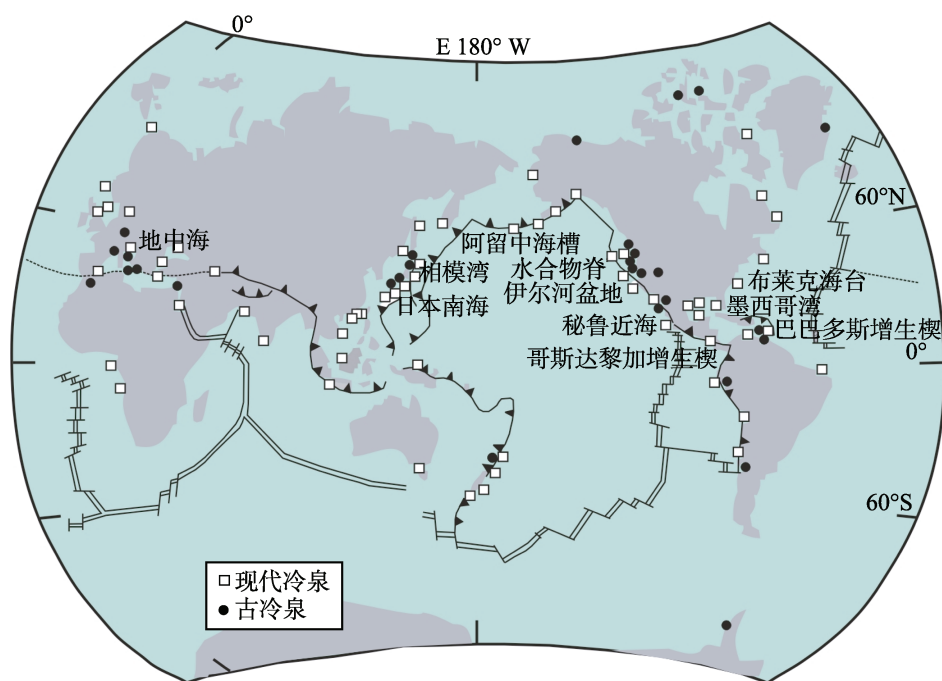 0°
E 180° W
60°N
地中海
阿留中海槽
相模湾
水合物脊
布莱克海台
伊尔河盆地
日本南海
墨西哥湾
秘鲁近海
巴巴多斯增生楔
哥斯达黎加增生楔
0°
60°S
现代冷泉
古冷泉